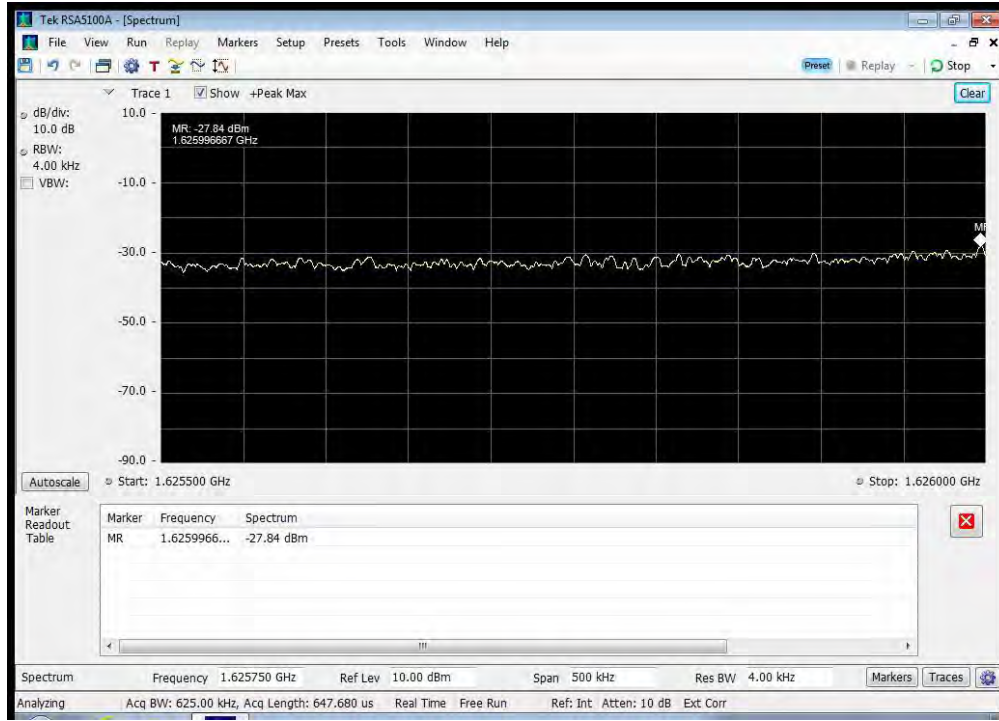 Tek RSA5100A - [Spectrum]
File View Run Replay Markers Setup Presets Tools Window Help
T
Preset Replay Stop
Trace 1 Show +Peak Max Clear
dB/div:
10.0 dB
RBW:
4.00 kHz
VBW:
10.0
-10.0
-30.0
-50.0
-70.0
-90.0
MR: -27.84 dBm
1.625996667 GHz
MR
Autoscale Start: 1.625500 GHz Stop: 1.626000 GHz
Marker
Readout
Table
Marker Frequency Spectrum
MR 1.6259966... -27.84 dBm
Spectrum Frequency 1.625750 GHz Ref Lev 10.00 dBm Span 500 kHz Res BW 4.00 kHz Markers Traces
Analyzing Acq BW: 625.00 kHz, Acq Length: 647.680 us Real Time Free Run Ref: Int Atten: 10 dB Ext Corr